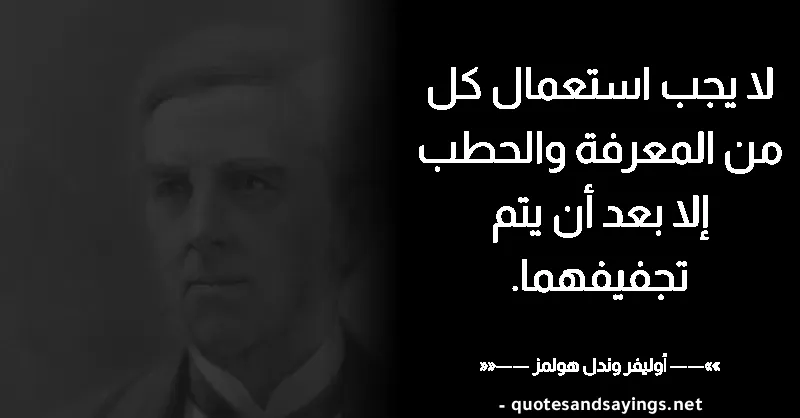 لا يجب استعمال كل
من المعرفة والحطب
إلا بعد أن يتم
تجفيفهما.
»»—— أوليفر وندل هولمز ——««
- quotesandsayings.net